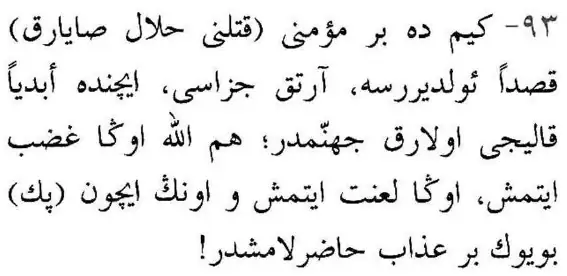 ٩٣- كيم ده بر مؤمنى (قتلنى حلال صايارق)
قصداً ئولديررسه، آرتق جزاسى، ايچنده أبدياً
قاليجى اولارق جهنّمدر؛ هم الله اوڭا غضب
ايتمش، اوڭا لعنت ايتمش و اونڭ ايچون (پك)
بويوك بر عذاب حاضرلامشدر!